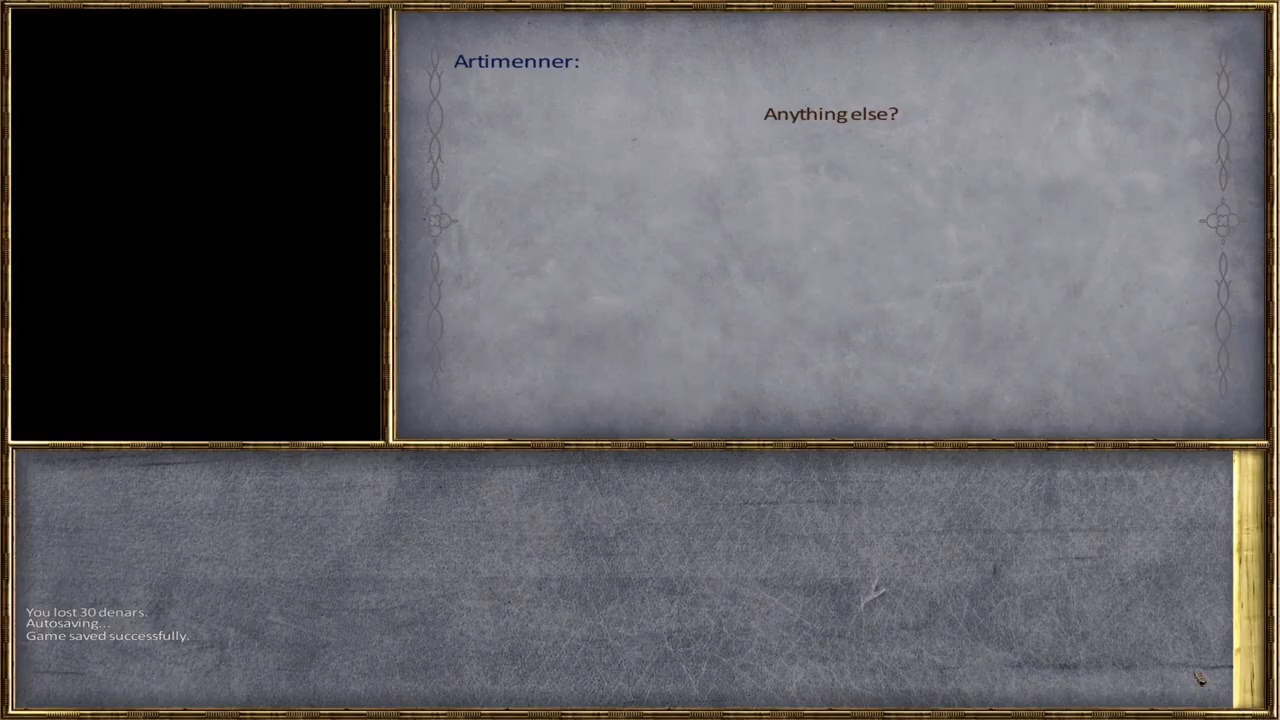 Artimenner:
Anything else?
You lost 30 denars.
Autosaving...
Game saved successfully.